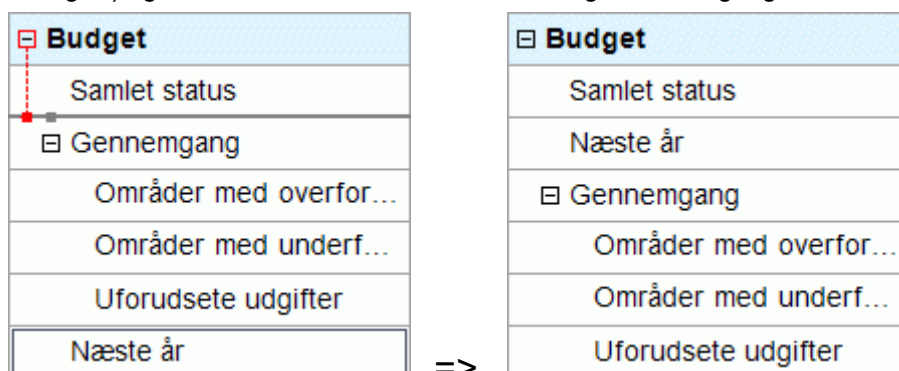 Budget
Samlet status
Gennemgang
Områder med overfor...
Områder med underf...
Uforudsete udgifter
Næste år
=>
Budget
Samlet status
Næste år
Gennemgang
Områder med overfor...
Områder med underf...
Uforudsete udgifter